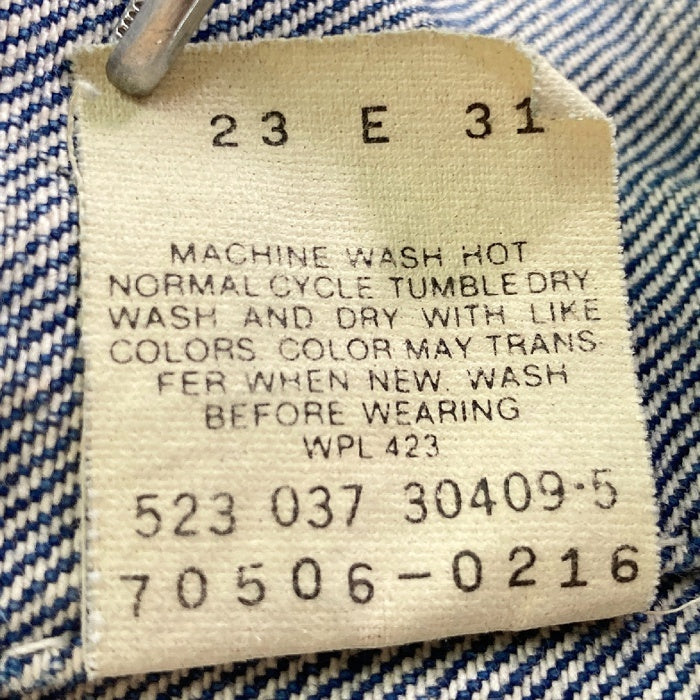 23 E 31
MACHINE WASH HOT
NORMAL CYCLE TUMBLE DRY
WASH AND DRY WITH LIKE
COLORS. COLOR MAY TRANS-
FER WHEN NEW. WASH
BEFORE WEARING
WPL 423
523 037 30409·5
70506-0216